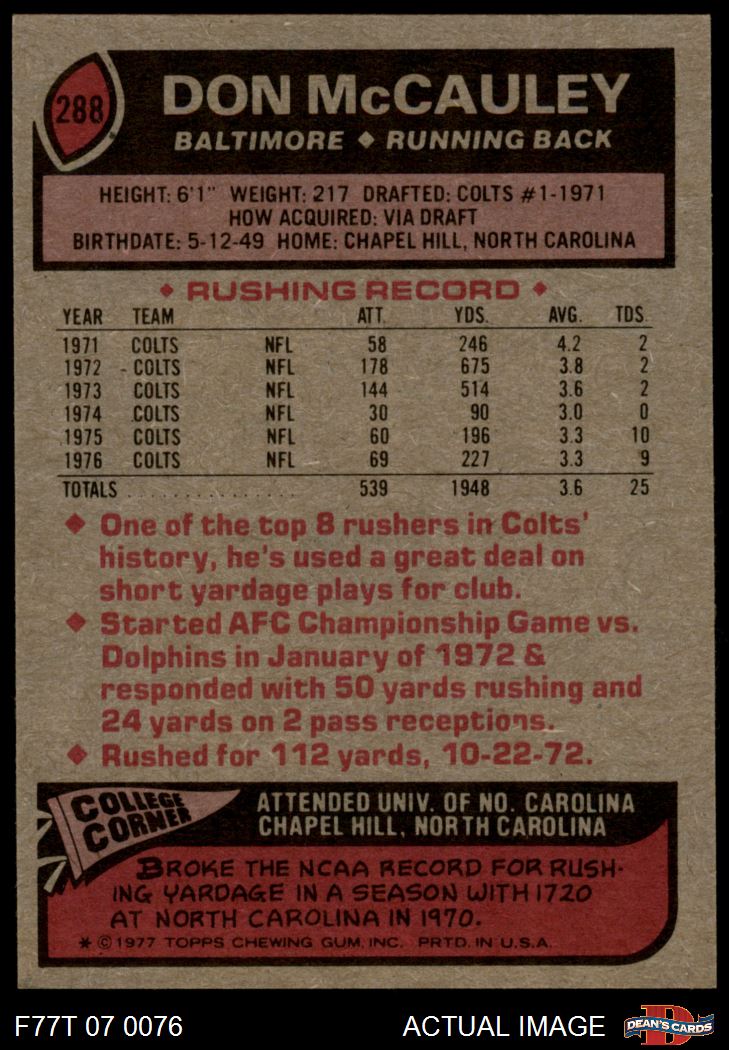 288
DON McCAULEY
BALTIMORE ◆ RUNNING BACK
HEIGHT: 6'1" WEIGHT: 217 DRAFTED: COLTS #1-1971
HOW ACQUIRED: VIA DRAFT
BIRTHDATE: 5-12-49 HOME: CHAPEL HILL, NORTH CAROLINA
◆ RUSHING RECORD ◆
YEAR TEAM ATT. YDS. AVG. TDS.
1971 COLTS NFL 58 246 4.2 2
1972 COLTS NFL 178 675 3.8 2
1973 COLTS NFL 144 514 3.6 2
1974 COLTS NFL 30 90 3.0 0
1975 COLTS NFL 60 196 3.3 10
1976 COLTS NFL 69 227 3.3 9
TOTALS . . . . . . . . . . . . . . . . 539 1948 3.6 25
◆ One of the top 8 rushers in Colts'
history, he's used a great deal on
short yardage plays for club.
◆ Started AFC Championship Game vs.
Dolphins in January of 1972 &
responded with 50 yards rushing and
24 yards on 2 pass receptions.
◆ Rushed for 112 yards, 10-22-72.
COLLEGE
CORNER
ATTENDED UNIV. OF NO. CAROLINA
CHAPEL HILL, NORTH CAROLINA
BROKE THE NCAA RECORD FOR RUSH-
ING YARDAGE IN A SEASON WITH 1720
AT NORTH CAROLINA IN 1970.
* © 1977 TOPPS CHEWING GUM, INC. PRTD. IN U.S.A.
F77T 07 0076 ACTUAL IMAGE
D
DEAN'S CARDS